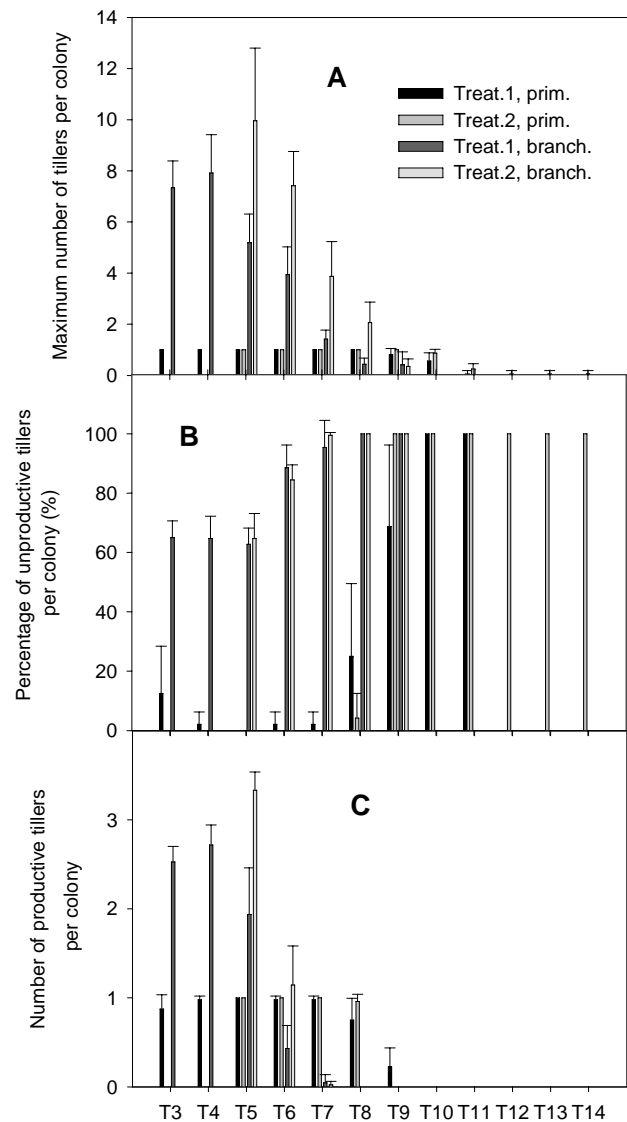 14
12
10
8
6
4
2
0
Maximum number of tillers per colony
A
Treat.1, prim.
Treat.2, prim.
Treat.1, branch.
Treat.2, branch.
100
80
60
40
20
0
Percentage of unproductive tillers
per colony (%)
B
3
2
1
0
Number of productive tillers
per colony
C
T3 T4 T5 T6 T7 T8 T9 T10 T11 T12 T13 T14